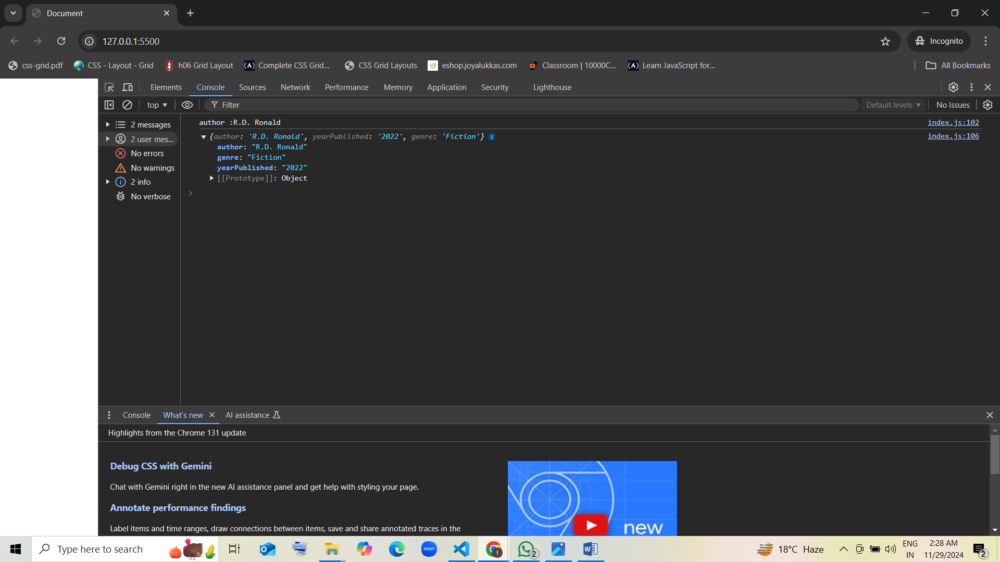 Document
127.0.0.1:5500
Incognito
css-grid.pdf
CSS - Layout - Grid
h06 Grid Layout
Complete CSS Grid...
CSS Grid Layouts
eshop.joyalukkas.com
Classroom | 10000C...
Learn JavaScript for...
All Bookmarks
Elements
Console
Sources
Network
Performance
Memory
Application
Security
Lighthouse
top
Filter
Default levels
No Issues
2 messages
2 user mes...
No errors
No warnings
2 info
No verbose
author :R.D. Ronald
index.js:102
{author: 'R.D. Ronald', yearPublished: '2022', genre: 'Fiction'}
index.js:106
author: "R.D. Ronald"
genre: "Fiction"
yearPublished: "2022"
[[Prototype]]: Object
Console
What's new
AI assistance
Highlights from the Chrome 131 update
Debug CSS with Gemini
Chat with Gemini right in the new AI assistance panel and get help with styling your page.
Annotate performance findings
Label items and time ranges, draw connections between items, save and share annotated traces in the
new
Type here to search
zoom
2
18°C Haze
ENG
IN
2:28 AM
11/29/2024
2